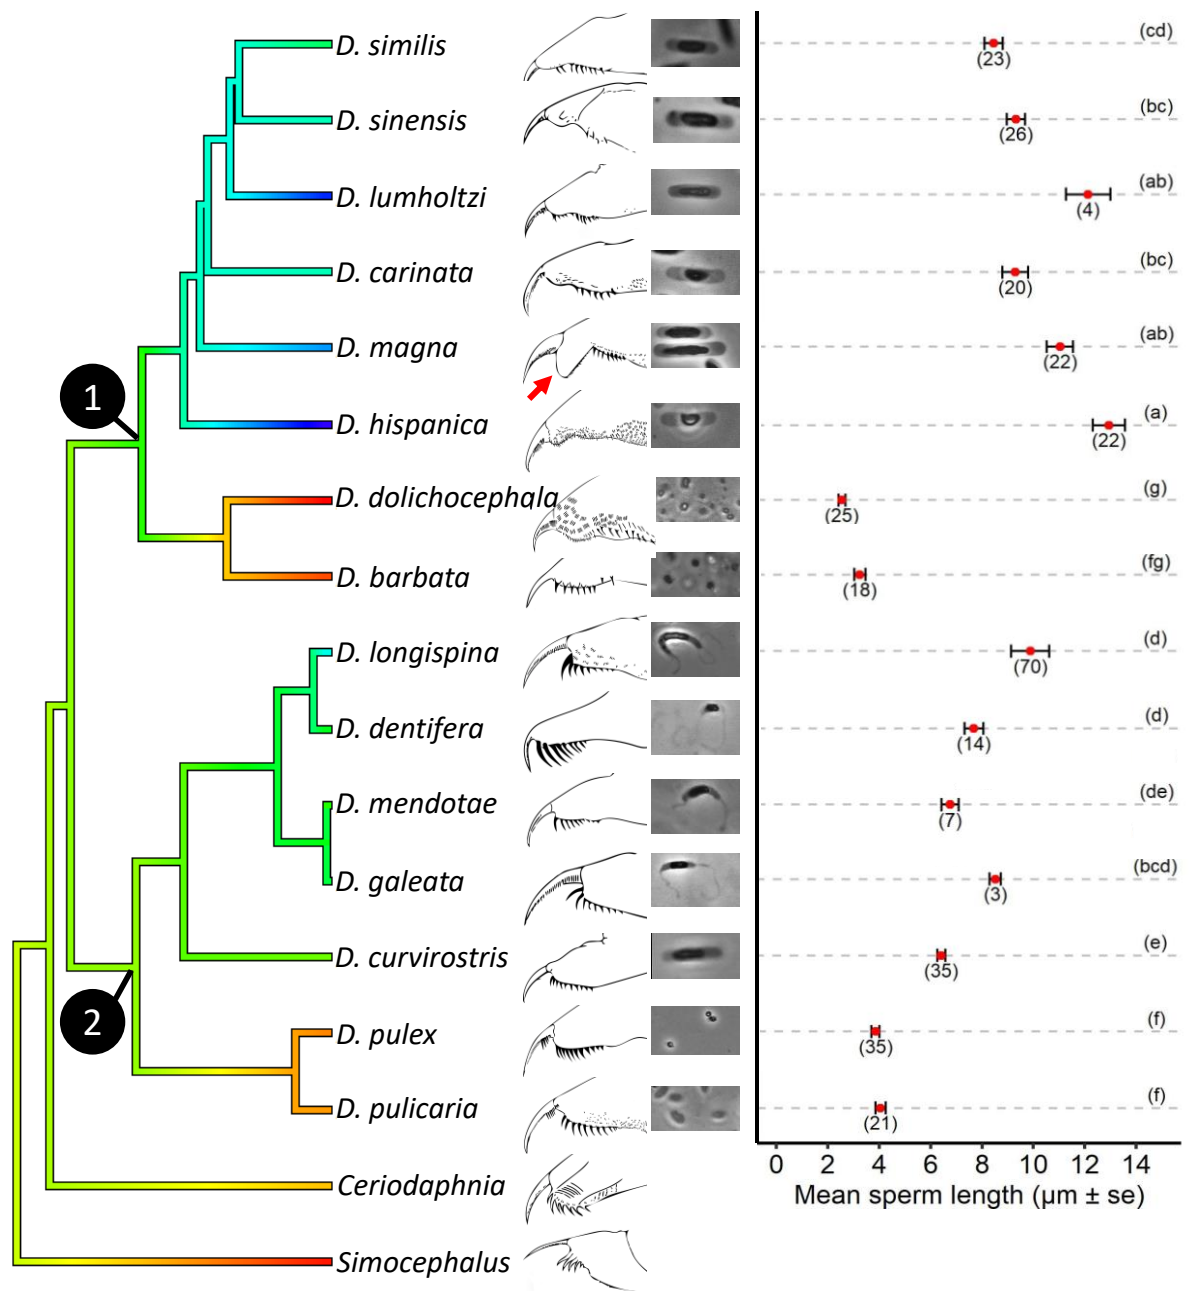 D. similis (cd)
(23)
D. sinensis (bc)
(26)
D. lumholtzi (ab)
(4)
D. carinata (bc)
(20)
D. magna (ab)
(22)
1
D. hispanica (a)
(22)
D. dolichocephala (g)
(25)
D. barbata (fg)
(18)
D. longispina (d)
(70)
D. dentifera (d)
(14)
D. mendotae (de)
(7)
D. galeata (bcd)
(3)
D. curvirostris (e)
(35)
2
D. pulex (f)
(35)
D. pulicaria (f)
(21)
0 2 4 6 8 10 12 14
Mean sperm length (µm ± se)
Ceriodaphnia
Simocephalus